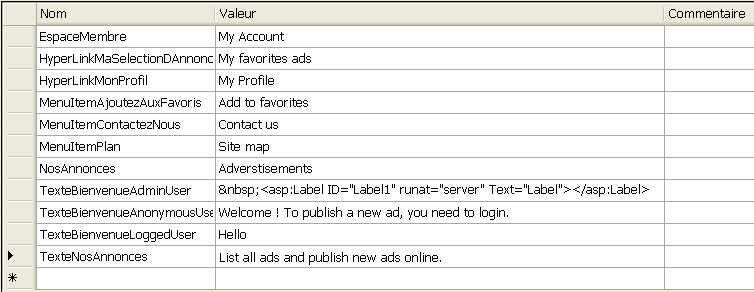 Nom Valeur Commentaire
EspaceMembre My Account
HyperLinkMaSelectionDAnnonc My favorites ads
HyperLinkMonProfil My Profile
MenuItemAjoutezAuxFavoris Add to favorites
MenuItemContactezNous Contact us
MenuItemPlan Site map
NosAnnonces Adverstisements
TexteBienvenueAdminUser &nbsp;<asp:Label ID="Label1" runat="server" Text="Label"></asp:Label>
TexteBienvenueAnonymousUse Welcome ! To publish a new ad, you need to login.
TexteBienvenueLoggedUser Hello
TexteNosAnnonces List all ads and publish new ads online.